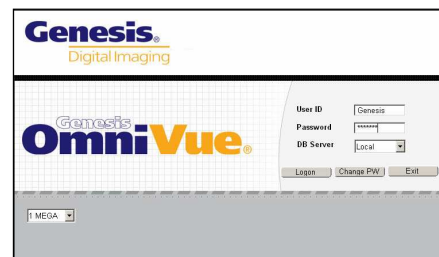 Genesis®
Digital Imaging
Genesis
OmniVue®
User ID Genesis
Password *******
DB Server Local
Logon Change PW Exit
1 MEGA